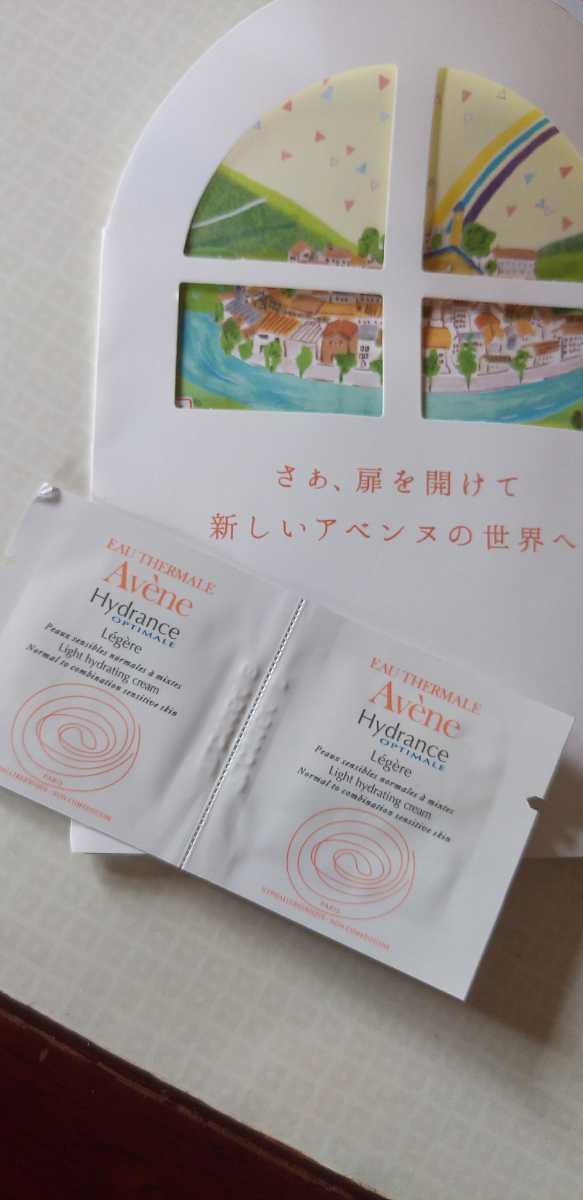 さぁ、扉を開けて
新しいアベンヌの世界へ
EAU THERMALE
Avène
Hydrance
OPTIMALE
Légère
Peaux sensibles normales à mixtes
Light hydrating cream
Normal to combination sensitive skin
PARIS
EAU THERMALE
Avène
Hydrance
OPTIMALE
Légère
Peaux sensibles normales à mixtes
Light hydrating cream
Normal to combination sensitive skin
PARIS